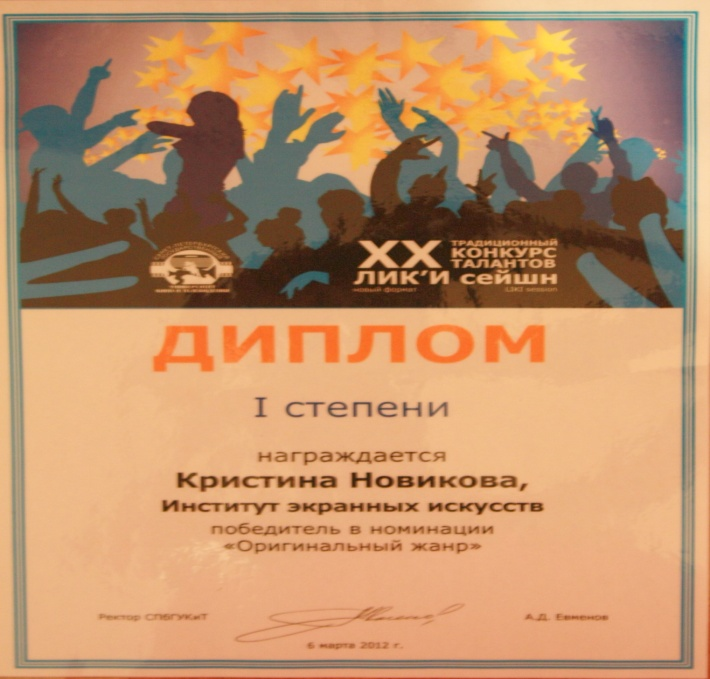 XX
ТРАДИЦИОННЫЙ
КОНКУРС
ТАЛАНТОВ
ЛИК'И сейшн
новый формат
ДИПЛОМ
I степени
награждается
Кристина Новикова,
Институт экранных искусств
победитель в номинации
«Оригинальный жанр»
Ректор СПбГУКиТ
А.Д. Евменов
6 марта 2012 г.